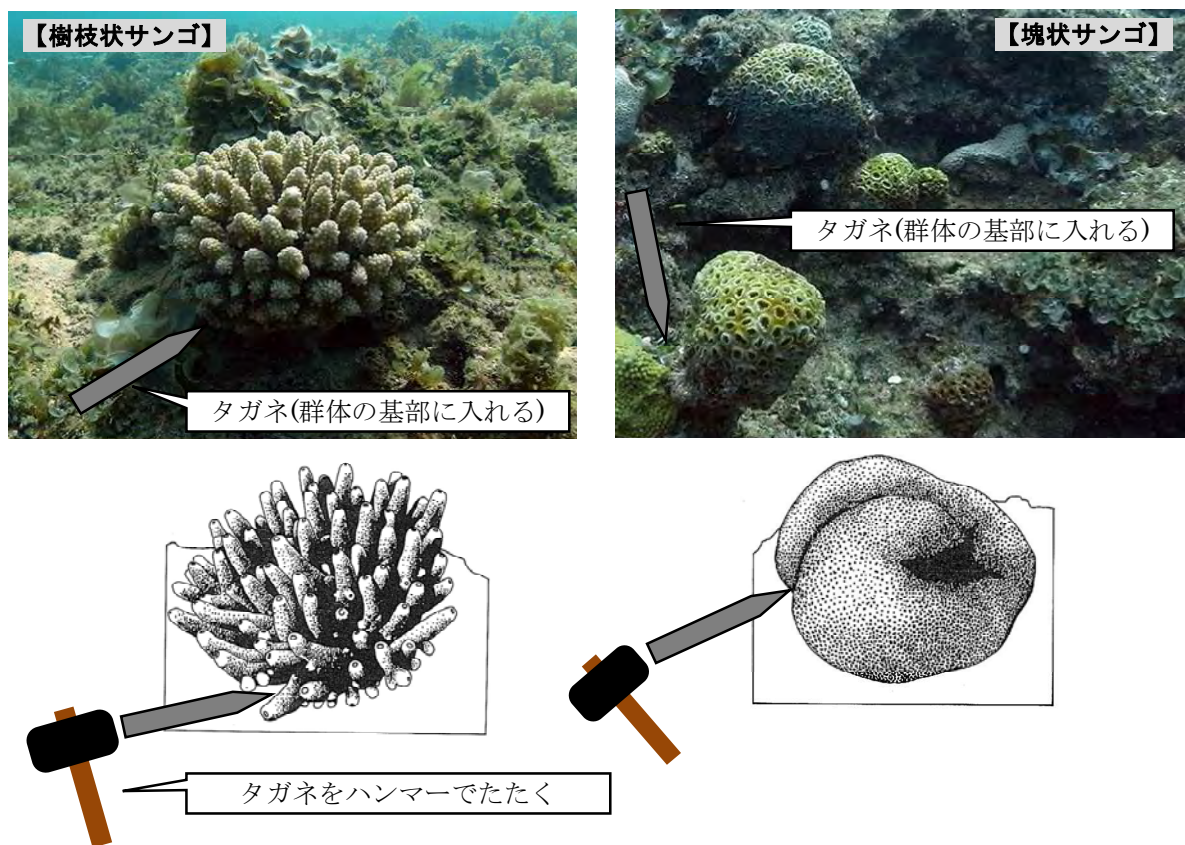 【樹枝状サンゴ】
【塊状サンゴ】
タガネ(群体の基部に入れる)
タガネ(群体の基部に入れる)
タガネをハンマーでたたく